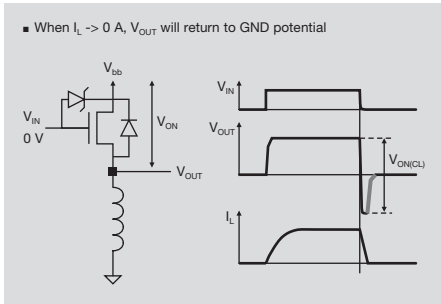 ■ When I_L -> 0 A, V_OUT will return to GND potential
V_bb
V_IN
0 V
V_ON
V_OUT
V_IN
V_OUT
V_ON(CL)
I_L